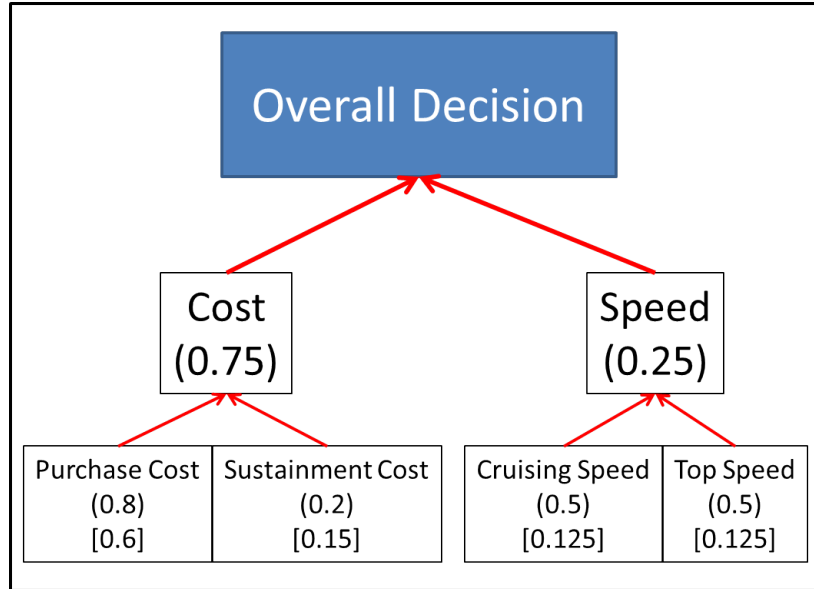 Overall Decision
Cost
(0.75)
Speed
(0.25)
Purchase Cost
(0.8)
[0.6]
Sustainment Cost
(0.2)
[0.15]
Cruising Speed
(0.5)
[0.125]
Top Speed
(0.5)
[0.125]